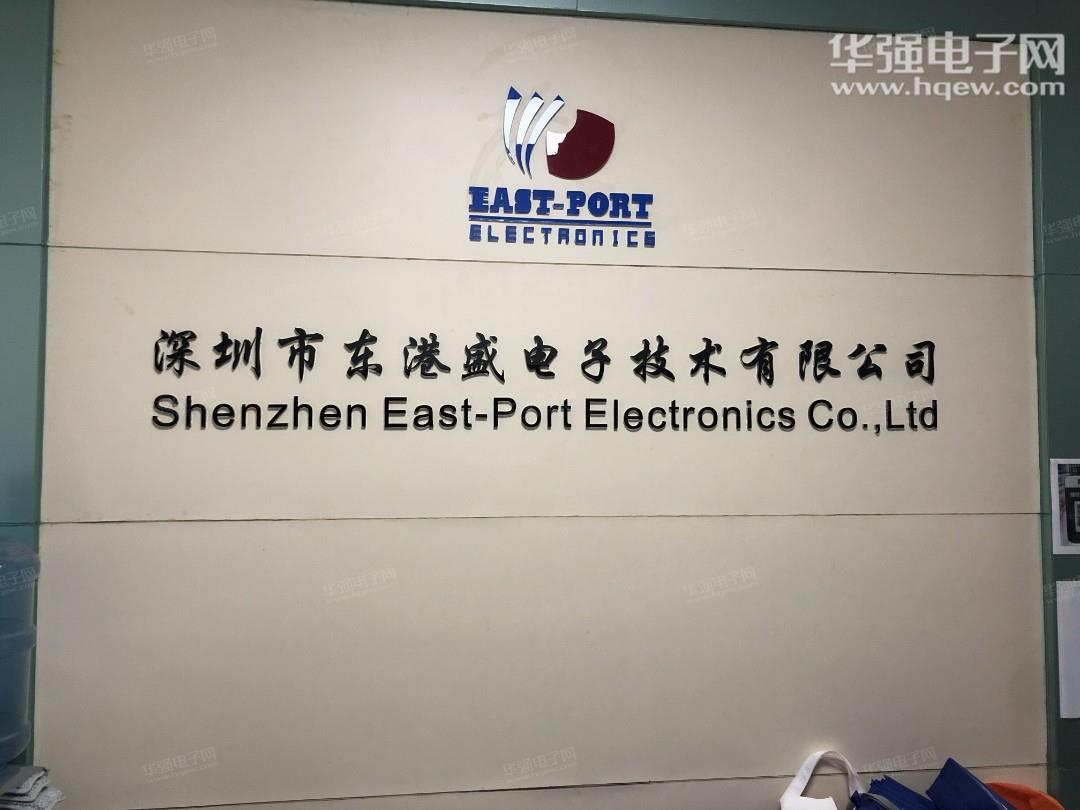 华强电子网
www.hqew.com
EAST-PORT
ELECTRONICS
深圳市东港盛电子技术有限公司
Shenzhen East-Port Electronics Co.,Ltd